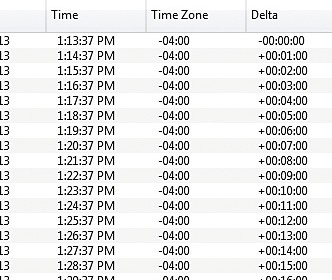 Time Time Zone Delta
13 1:13:37 PM -04:00 -00:00:00
13 1:14:37 PM -04:00 +00:01:00
13 1:15:37 PM -04:00 +00:02:00
13 1:16:37 PM -04:00 +00:03:00
13 1:17:37 PM -04:00 +00:04:00
13 1:18:37 PM -04:00 +00:05:00
13 1:19:37 PM -04:00 +00:06:00
13 1:20:37 PM -04:00 +00:07:00
13 1:21:37 PM -04:00 +00:08:00
13 1:22:37 PM -04:00 +00:09:00
13 1:23:37 PM -04:00 +00:10:00
13 1:24:37 PM -04:00 +00:11:00
13 1:25:37 PM -04:00 +00:12:00
13 1:26:37 PM -04:00 +00:13:00
13 1:27:37 PM -04:00 +00:14:00
13 1:28:37 PM -04:00 +00:15:00